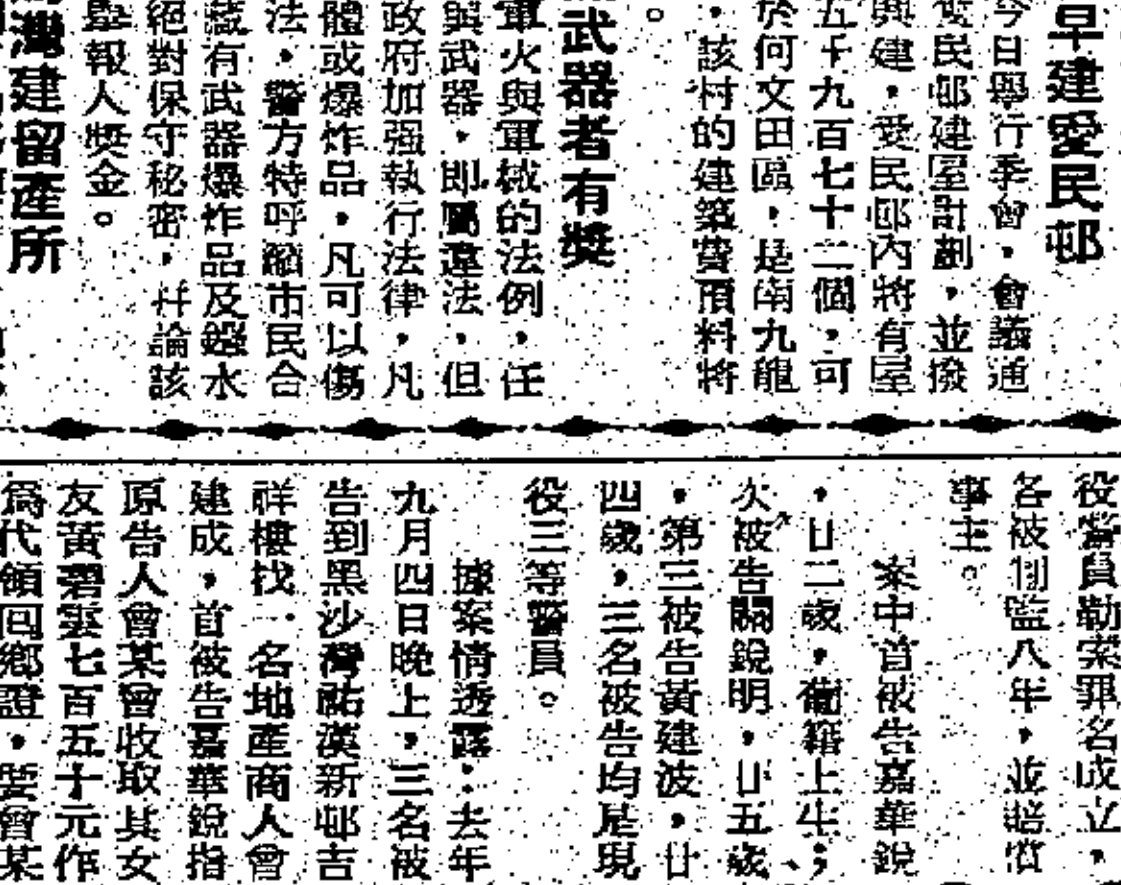 早建愛民邨
今日舉行季會，會議通
愛民邨建屋計劃，並撥
興建，愛民邨內將有屋
五千九百七十二個，可
於何文田區，是南九龍
，該村的建築費預料將
。
武器者有獎
軍火與軍械的法例，任
與武器，即屬違法，但
政府加强執行法律，凡
體或爆炸品，凡可以傷
法，警方特呼籲市民合
藏有武器爆炸品及鏹水
絕對保守秘密，幷論該
舉報人獎金。
灣建留產所
役警員勒索罪名成立，
各被判監八年，並賠償
事主。
案中首被告嘉華銳
，廿二歲，葡籍上生；
次被告關銳明，廿五歲、
，第三被告黃建波，廿
四歲，三名被告均是現
役三等警員。
據案情透露：去年
九月四日晚上，三名被
告到黑沙灣祐漢新邨吉
祥樓找一名地產商人曾
建成，首被告嘉華銳指
原告人曾某曾收取其女
友黃碧雲七百五十元作
爲代領回鄉證，要曾某